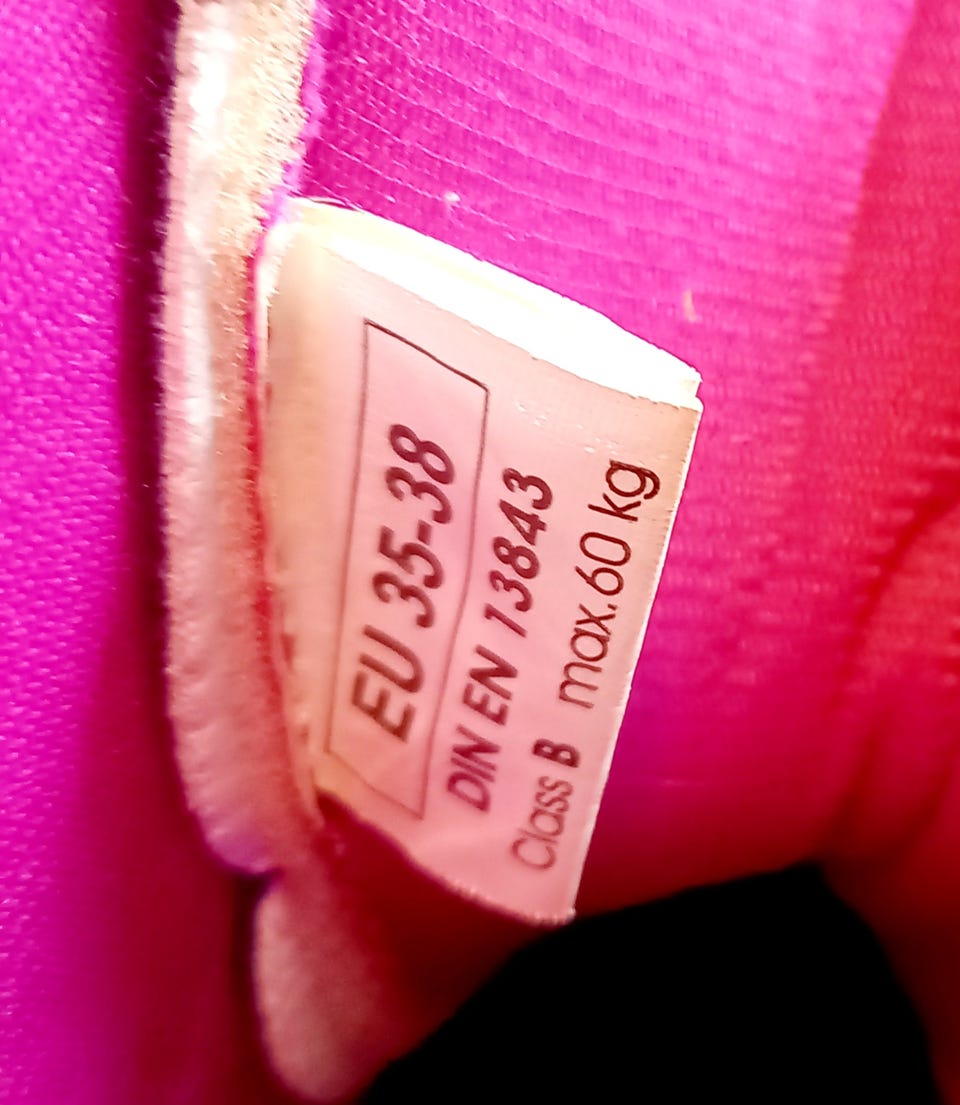 EU 35-38
DIN EN 13843
Class B max.60 kg